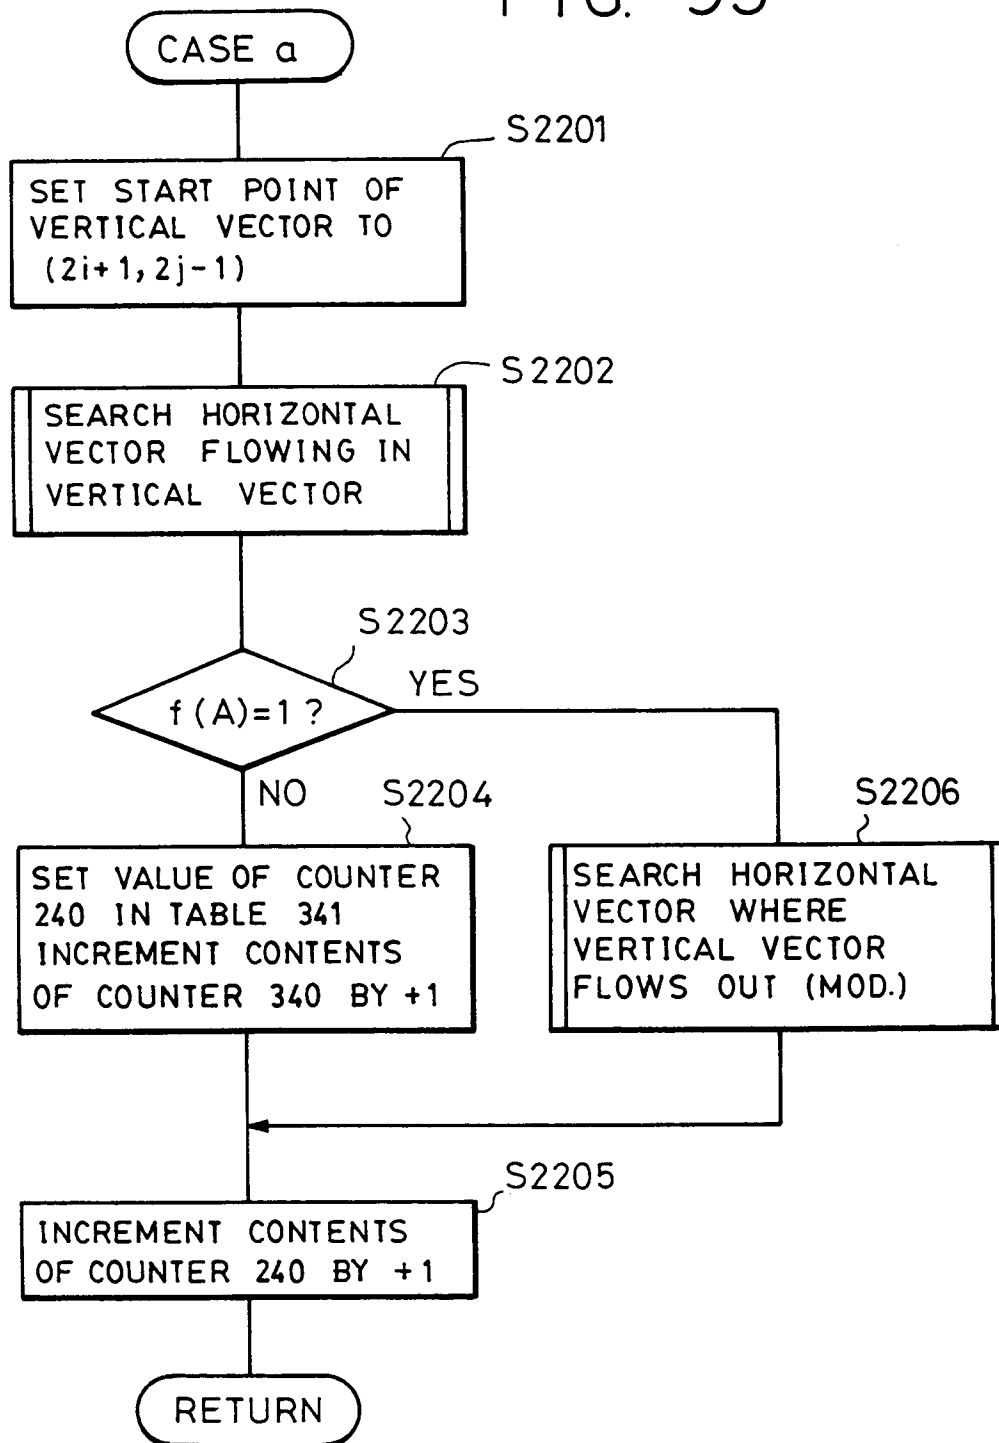 CASE a
S2201
SET START POINT OF
VERTICAL VECTOR TO
(2i+1,2j-1)
S2202
SEARCH HORIZONTAL
VECTOR FLOWING IN
VERTICAL VECTOR
S2203
f(A)=1?
YES
NO
S2204
SET VALUE OF COUNTER
240 IN TABLE 341
INCREMENT CONTENTS
OF COUNTER 340 BY +1
S2206
SEARCH HORIZONTAL
VECTOR WHERE
VERTICAL VECTOR
FLOWS OUT (MOD.)
S2205
INCREMENT CONTENTS
OF COUNTER 240 BY +1
RETURN